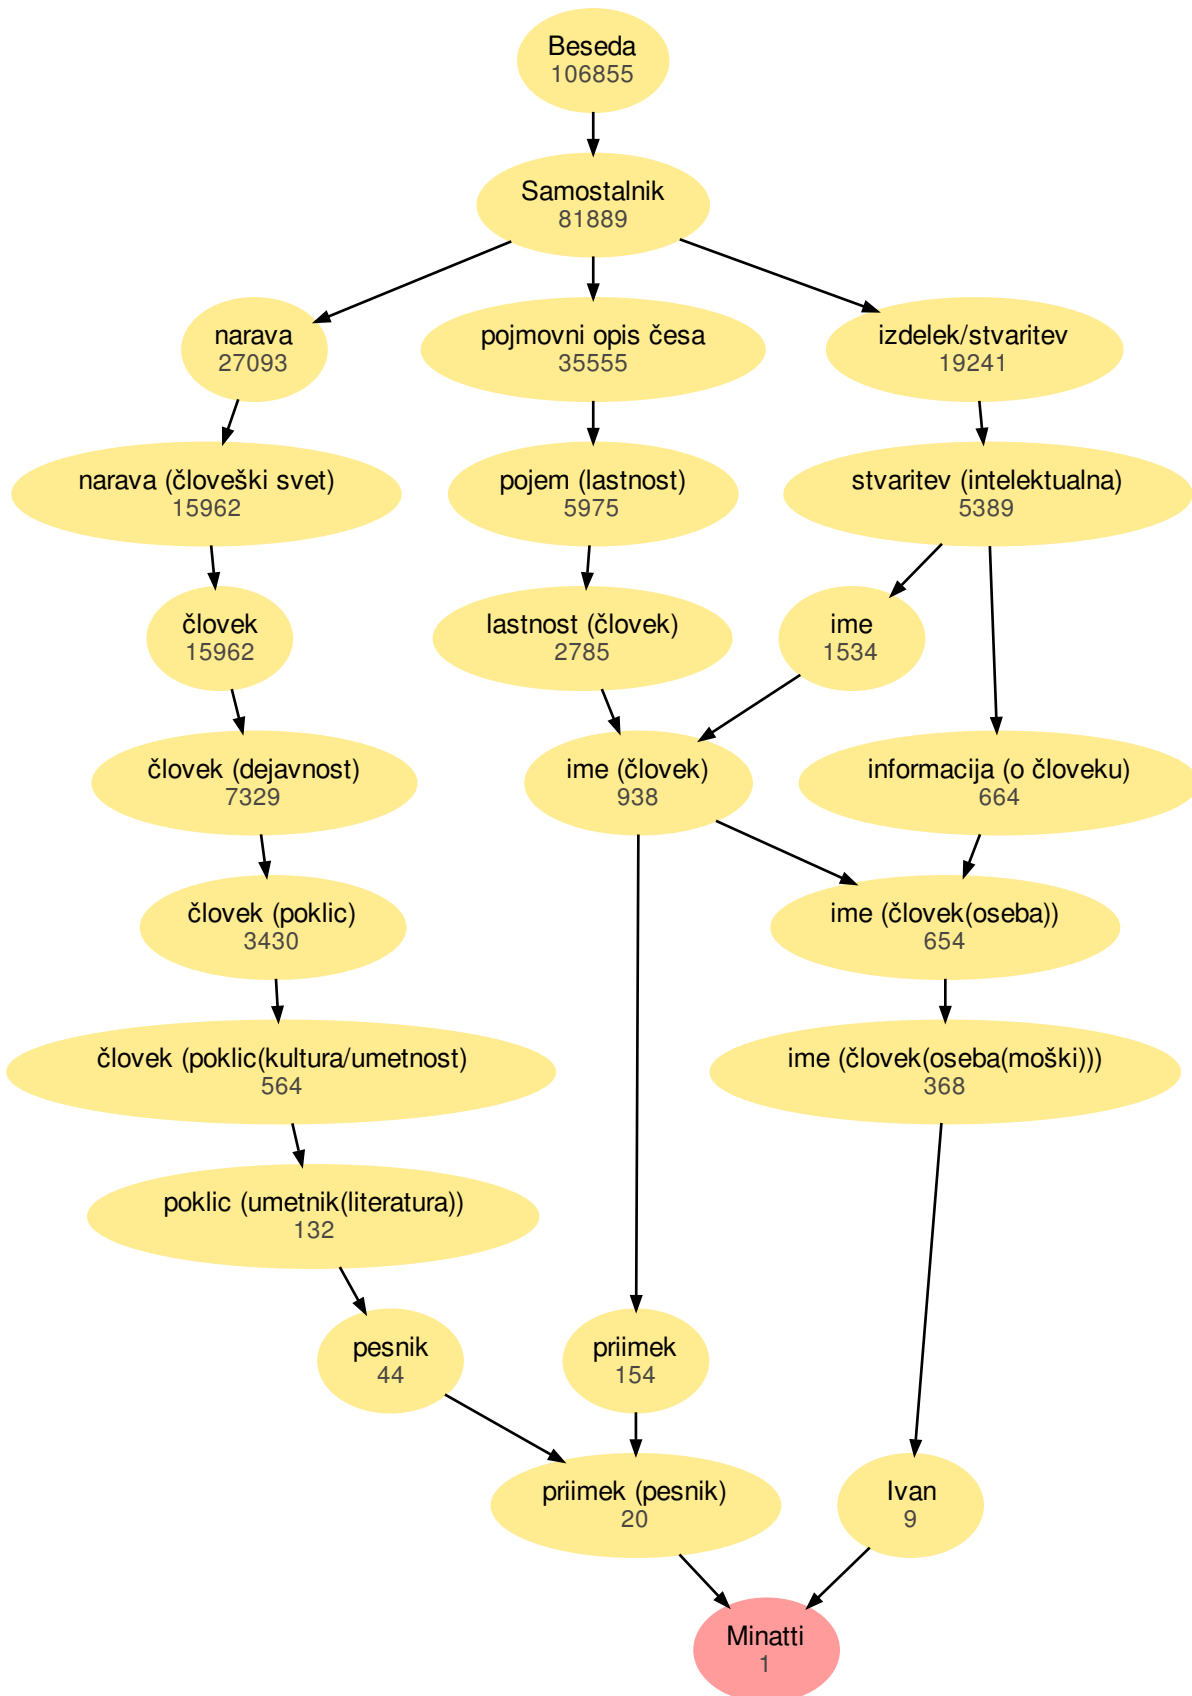 Beseda
106855
Samostalnik
81889
narava
27093
pojmovni opis česa
35555
izdelek/stvaritev
19241
narava (človeški svet)
15962
pojem (lastnost)
5975
stvaritev (intelektualna)
5389
človek
15962
lastnost (človek)
2785
ime
1534
človek (dejavnost)
7329
ime (človek)
938
informacija (o človeku)
664
človek (poklic)
3430
ime (človek(oseba))
654
človek (poklic(kultura/umetnost)
564
ime (človek(oseba(moški)))
368
poklic (umetnik(literatura))
132
pesnik
44
priimek
154
priimek (pesnik)
20
Ivan
9
Minatti
1